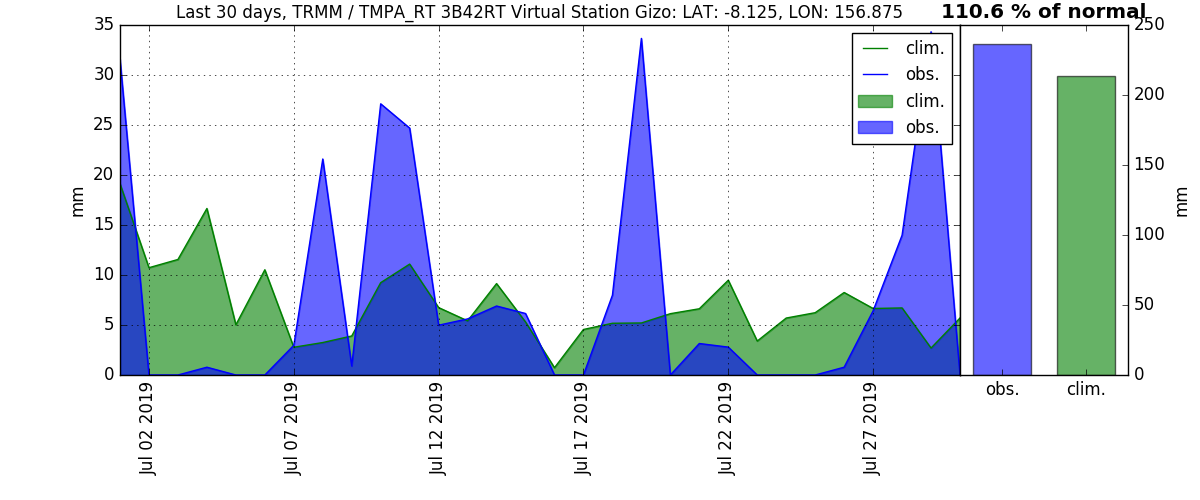 Last 30 days, TRMM / TMPA_RT 3B42RT Virtual Station Gizo: LAT: -8.125, LON: 156.875
110.6 % of normal
35
30
25
20
15
10
5
0
mm
clim.
obs.
clim.
obs.
250
200
150
100
50
0
mm
obs.
clim.
Jul 02 2019
Jul 07 2019
Jul 12 2019
Jul 17 2019
Jul 22 2019
Jul 27 2019